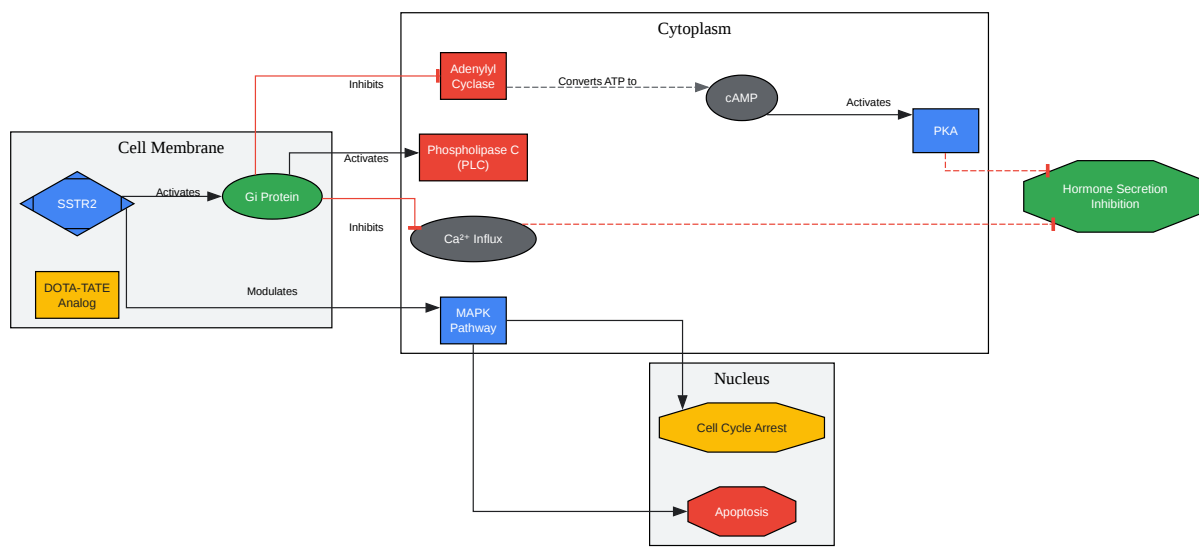 Cytoplasm
Adenylyl
Cyclase
Inhibits
Converts ATP to
cAMP
Activates
PKA
Cell Membrane
Phospholipase C
(PLC)
Activates
SSTR2
Activates
Gi Protein
Hormone Secretion
Inhibition
Inhibits
Ca²⁺ Influx
DOTA-TATE
Analog
Modulates
MAPK
Pathway
Nucleus
Cell Cycle Arrest
Apoptosis